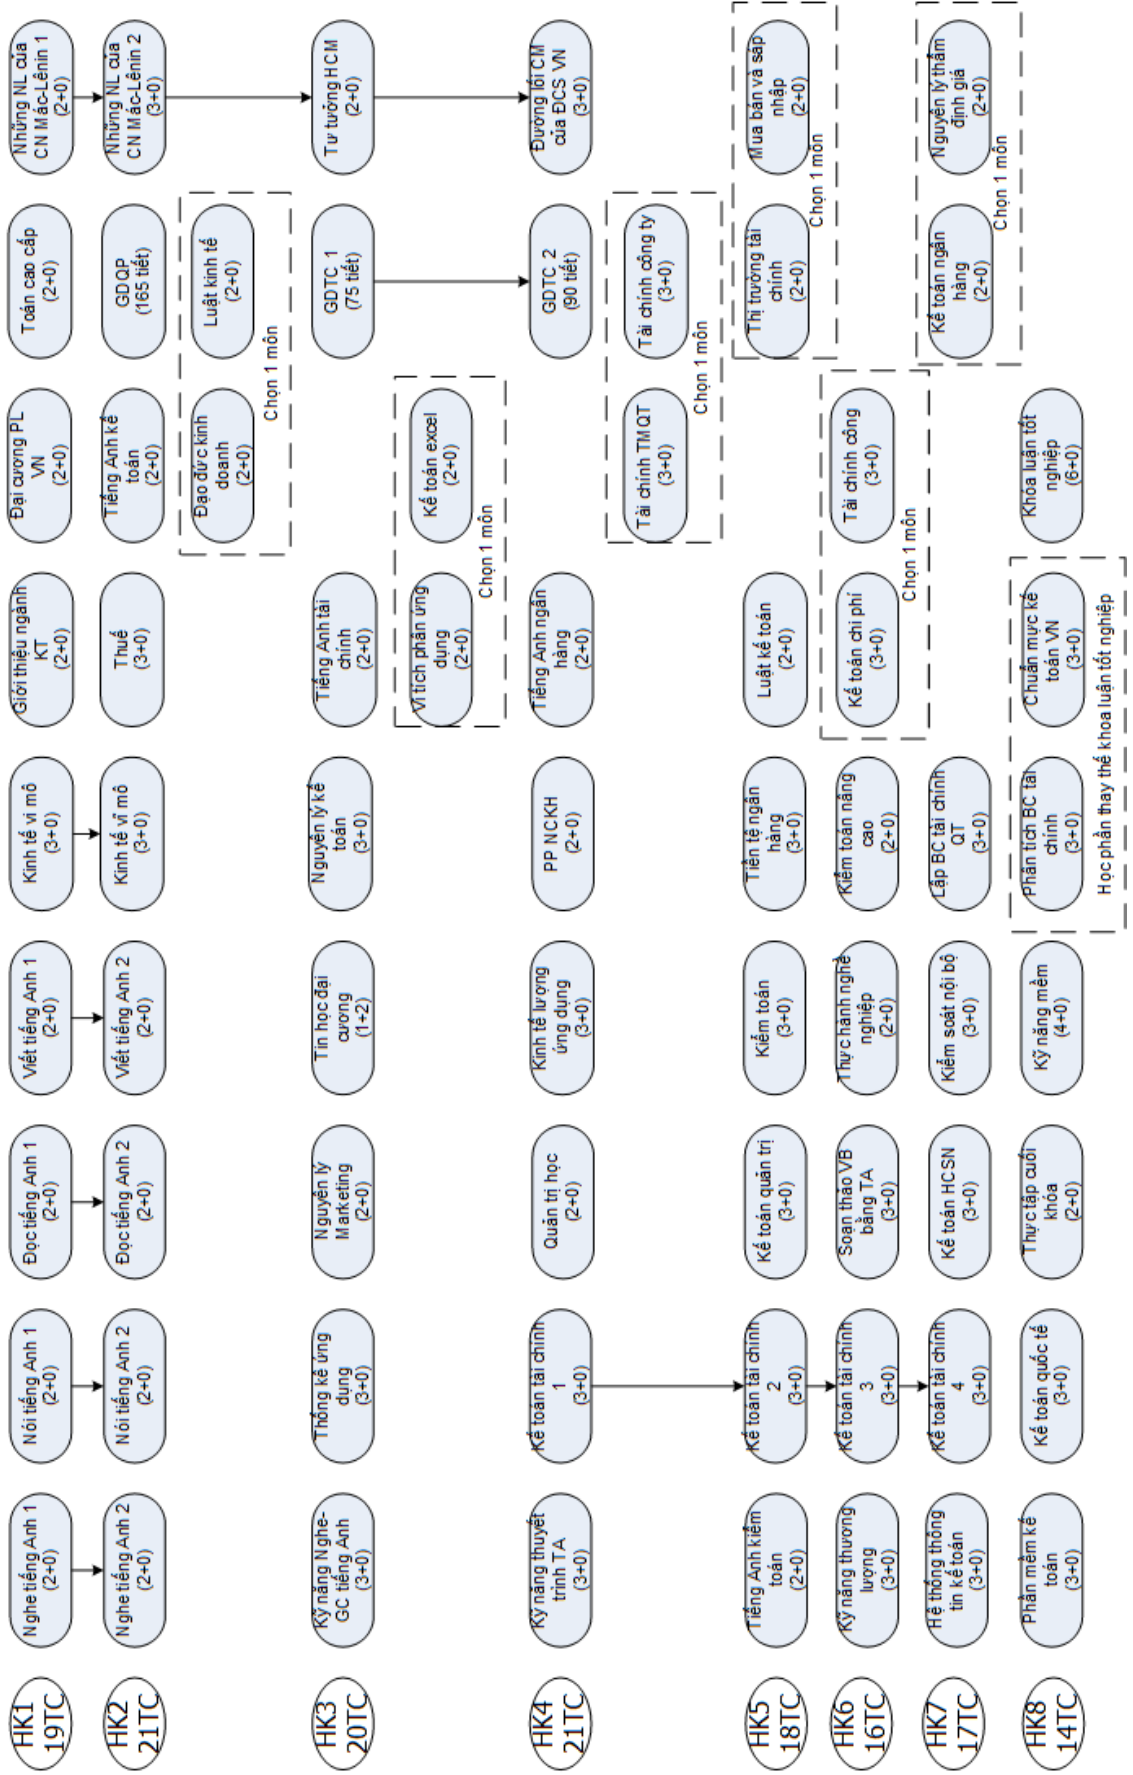 HK1
19TC
Nghe tiếng Anh 1
(2+0)
Nói tiếng Anh 1
(2+0)
Đọc tiếng Anh 1
(2+0)
Viết tiếng Anh 1
(2+0)
Kinh tế vi mô
(3+0)
Giới thiệu ngành
KT
(2+0)
Đại cương PL
VN
(2+0)
Toán cao cấp
(2+0)
Những NL của
CN Mác-Lênin 1
(2+0)
HK2
21TC
Nghe tiếng Anh 2
(2+0)
Nói tiếng Anh 2
(2+0)
Đọc tiếng Anh 2
(2+0)
Viết tiếng Anh 2
(2+0)
Kinh tế vĩ mô
(3+0)
Thuế
(3+0)
Tiếng Anh kế
toán
(2+0)
GDQP
(165 tiết)
Những NL của
CN Mác-Lênin 2
(3+0)
Đạo đức kinh
doanh
(2+0)
Luật kinh tế
(2+0)
Chọn 1 môn
HK3
20TC
Kỹ năng Nghe-
GC tiếng Anh
(3+0)
Thống kê ứng
dụng
(3+0)
Nguyên lý
Marketing
(2+0)
Tin học đại
cương
(1+2)
Nguyên lý kế
toán
(3+0)
Tiếng Anh tài
chính
(2+0)
GDTC 1
(75 tiết)
Tư tưởng HCM
(2+0)
Vi tích phân ứng
dụng
(2+0)
Kế toán excel
(2+0)
Chọn 1 môn
HK4
21TC
Kỹ năng thuyết
trình TA
(3+0)
Kế toán tài chính
1
(3+0)
Quản trị học
(2+0)
Kinh tế lượng
ứng dụng
(3+0)
PP NCKH
(2+0)
Tiếng Anh ngân
hàng
(2+0)
GDTC 2
(90 tiết)
Đường lối CM
của ĐCS VN
(3+0)
Tài chính TMQT
(3+0)
Tài chính công ty
(3+0)
Chọn 1 môn
HK5
18TC
Tiếng Anh kiểm
toán
(2+0)
Kế toán tài chính
2
(3+0)
Kế toán quản trị
(3+0)
Kiểm toán
(3+0)
Tiền tệ ngân
hàng
(3+0)
Luật kế toán
(2+0)
Thị trường tài
chính
(2+0)
Mua bán và sáp
nhập
(2+0)
Chọn 1 môn
HK6
16TC
Kỹ năng thương
lượng
(3+0)
Kế toán tài chính
3
(3+0)
Soạn thảo VB
bằng TA
(3+0)
Thực hành nghề
nghiệp
(2+0)
Kiểm toán nâng
cao
(2+0)
Kế toán chi phí
(3+0)
Tài chính công
(3+0)
Chọn 1 môn
HK7
17TC
Hệ thống thông
tin kế toán
(3+0)
Kế toán tài chính
4
(3+0)
Kế toán HCSN
(3+0)
Kiểm soát nội bộ
(3+0)
Lập BC tài chính
QT
(3+0)
Kế toán ngân
hàng
(2+0)
Nguyên lý thẩm
định giá
(2+0)
Chọn 1 môn
HK8
14TC
Phần mềm kế
toán
(3+0)
Kế toán quốc tế
(3+0)
Thực tập cuối
khóa
(2+0)
Kỹ năng mềm
(4+0)
Phân tích BC tài
chính
(3+0)
Chuẩn mực kế
toán VN
(3+0)
Khóa luận tốt
nghiệp
(6+0)
Học phần thay thế khoa luận tốt nghiệp